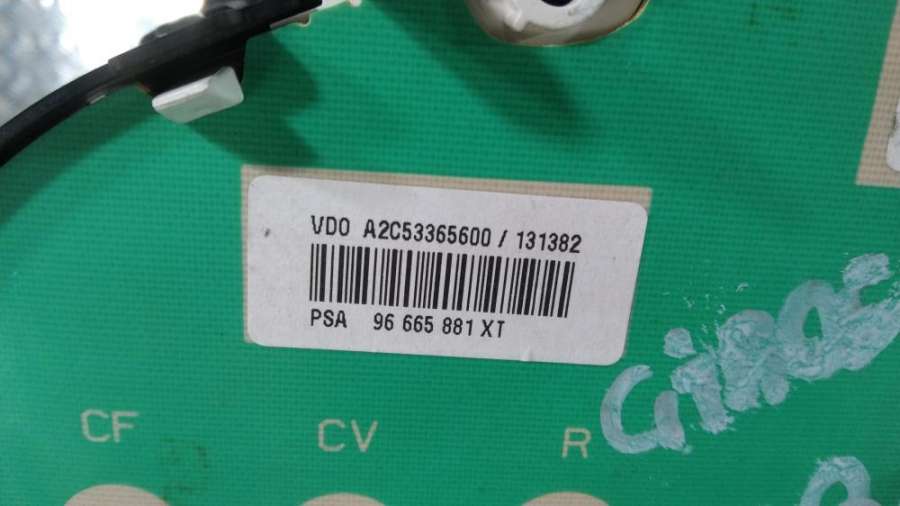 VDO A2C53365600 / 131382
PSA 96 665 881 XT
CF CV R